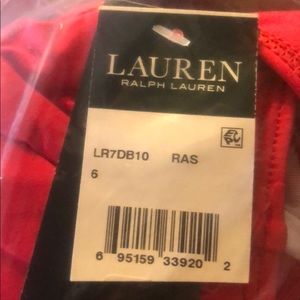 LAUREN
RALPH LAUREN
LR7DB10 RAS
6
6 95159 33920 2